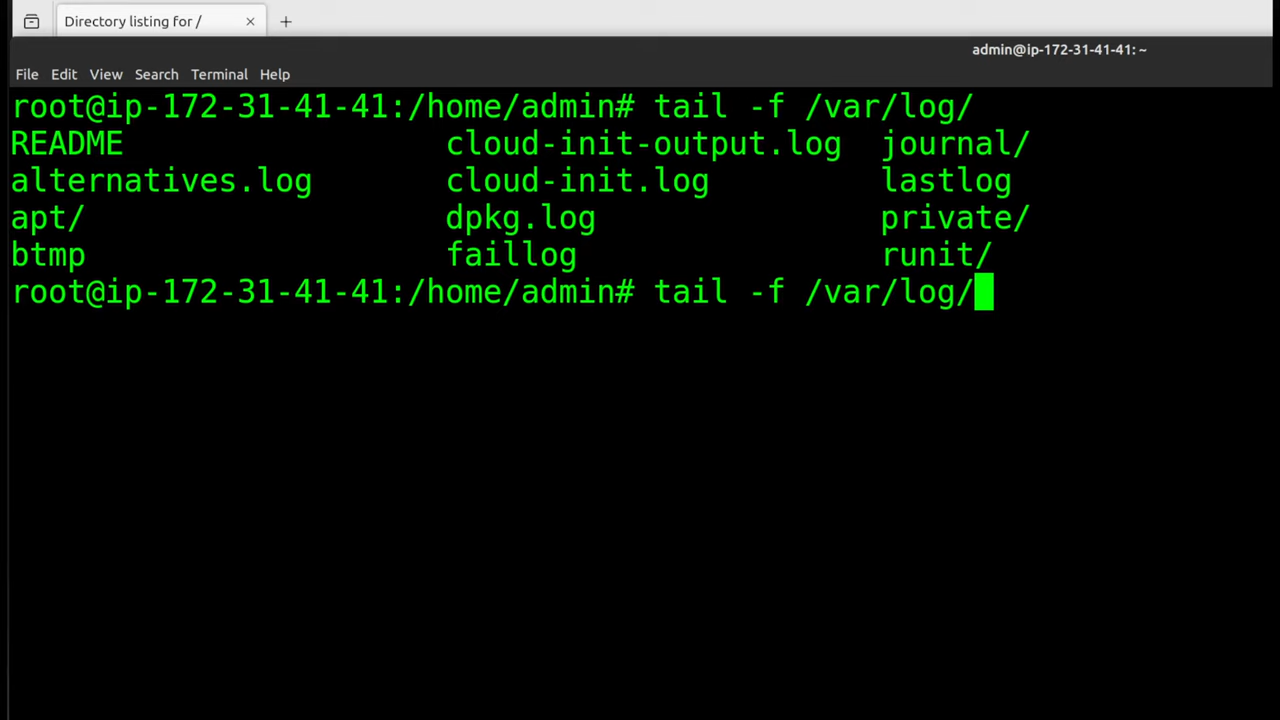 Directory listing for /
admin@ip-172-31-41-41: ~
File Edit View Search Terminal Help
root@ip-172-31-41-41:/home/admin# tail -f /var/log/
README cloud-init-output.log journal/
alternatives.log cloud-init.log lastlog
apt/ dpkg.log private/
btmp faillog runit/
root@ip-172-31-41-41:/home/admin# tail -f /var/log/